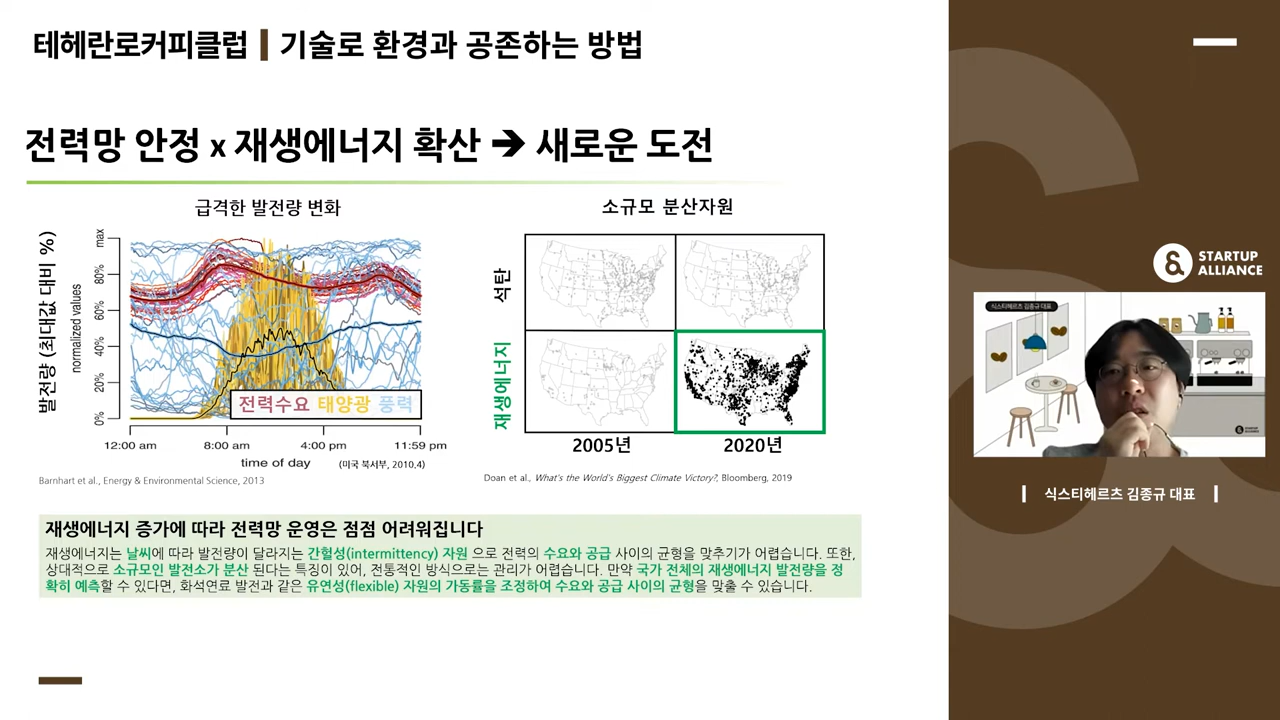 테헤란로커피클럽 | 기술로 환경과 공존하는 방법
전력망 안정 x 재생에너지 확산 ➔ 새로운 도전
급격한 발전량 변화
발전량 (최대값 대비 %)
normalized values
max
80%
60%
40%
20%
0%
전력수요 태양광 풍력
12:00 am
8:00 am
4:00 pm
11:59 pm
time of day
(미국 북서부, 2010.4)
Barnhart et al., Energy & Environmental Science, 2013
소규모 분산자원
석탄
재생에너지
2005년
2020년
Doan et al., What's the World's Biggest Climate Victory?, Bloomberg, 2019
재생에너지 증가에 따라 전력망 운영은 점점 어려워집니다
재생에너지는 날씨에 따라 발전량이 달라지는 간헐성(intermittency) 자원 으로 전력의 수요와 공급 사이의 균형을 맞추기가 어렵습니다. 또한,
상대적으로 소규모인 발전소가 분산 된다는 특징이 있어, 전통적인 방식으로는 관리가 어렵습니다. 만약 국가 전체의 재생에너지 발전량을 정
확히 예측할 수 있다면, 화석연료 발전과 같은 유연성(flexible) 자원의 가동률을 조정하여 수요와 공급 사이의 균형을 맞출 수 있습니다.
STARTUP
ALLIANCE
식스티헤르츠 김종규 대표
STARTUP
ALLIANCE
| 식스티헤르츠 김종규 대표 |